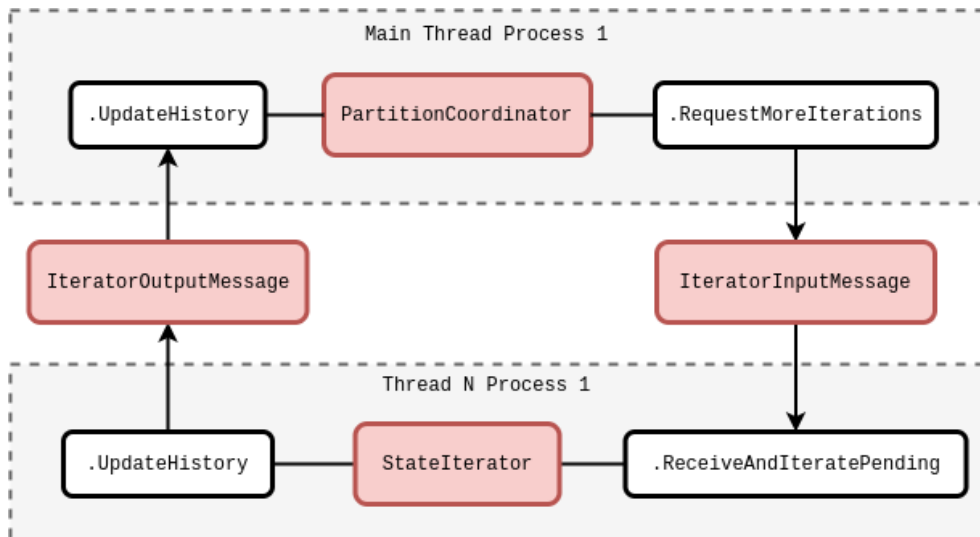 Main Thread Process 1
.UpdateHistory
PartitionCoordinator
.RequestMoreIterations
IteratorOutputMessage
IteratorInputMessage
Thread N Process 1
.UpdateHistory
StateIterator
.ReceiveAndIteratePending